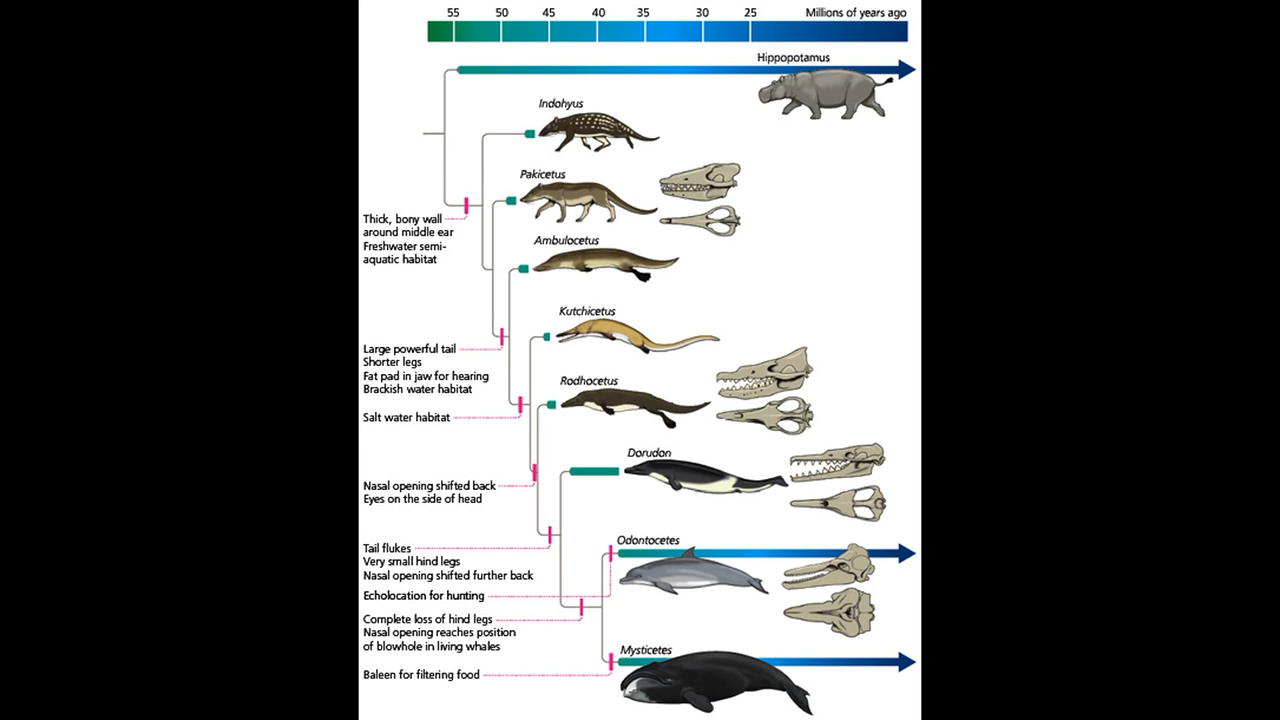 55 50 45 40 35 30 25 Millions of years ago
Hippopotamus
Indohyus
Pakicetus
Thick, bony wall
around middle ear
Freshwater semi-
aquatic habitat
Ambulocetus
Kutchicetus
Large powerful tail
Shorter legs
Fat pad in jaw for hearing
Brackish water habitat
Rodhocetus
Salt water habitat
Dorudon
Nasal opening shifted back
Eyes on the side of head
Odontocetes
Tail flukes
Very small hind legs
Nasal opening shifted further back
Echolocation for hunting
Complete loss of hind legs
Nasal opening reaches position
of blowhole in living whales
Mysticetes
Baleen for filtering food